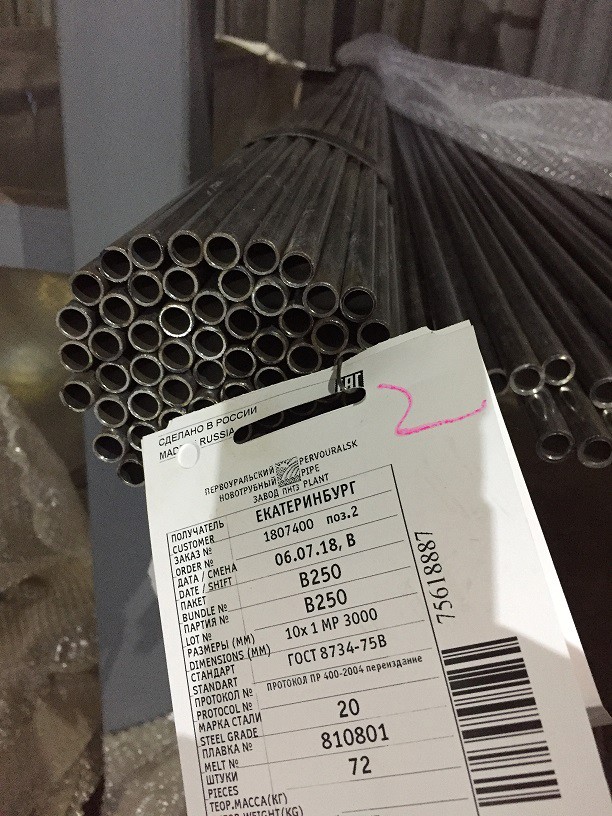 СДЕЛАНО В РОССИИ
RUSSIA
ПЕРВОУРАЛЬСКИЙ PERVOURALSK
НОВОТРУБНЫЙ PIPE
ЗАВОД ПНТЗ PLANT
ПОЛУЧАТЕЛЬ ЕКАТЕРИНБУРГ
CUSTOMER
ЗАКАЗ № 1807400 поз.2
ORDER №
ДАТА / СМЕНА 06.07.18, В
DATE / SHIFT
ПАКЕТ В250
BUNDLE №
ПАРТИЯ № В250
LOT №
РАЗМЕРЫ (ММ) 10x 1 МР 3000
DIMENSIONS (MM)
СТАНДАРТ ГОСТ 8734-75В
STANDART
ПРОТОКОЛ № ПРОТОКОЛ ПР 400-2004 переиздание
PROTOCOL №
МАРКА СТАЛИ 20
STEEL GRADE
ПЛАВКА № 810801
MELT №
ШТУКИ 72
PIECES
ТЕОР.МАССА(КГ)
WEIGHT(KG)
75618887
2